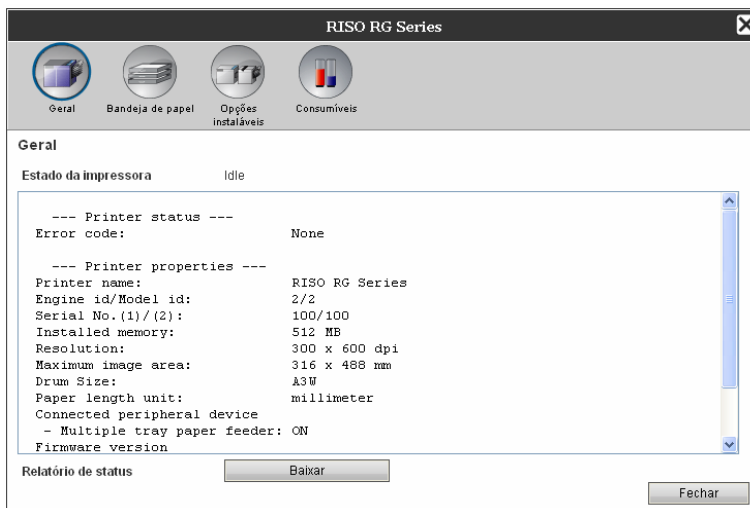 RISO RG Series
Geral
Bandeja de papel
Opções
instaláveis
Consumíveis
Geral
Estado da impressora Idle
--- Printer status ---
Error code: None
--- Printer properties ---
Printer name: RISO RG Series
Engine id/Model id: 2/2
Serial No.(1)/(2): 100/100
Installed memory: 512 MB
Resolution: 300 x 600 dpi
Maximum image area: 316 x 488 mm
Drum Size: A3W
Paper length unit: millimeter
Connected peripheral device
- Multiple tray paper feeder: ON
Firmware version
Relatório de status Baixar
Fechar